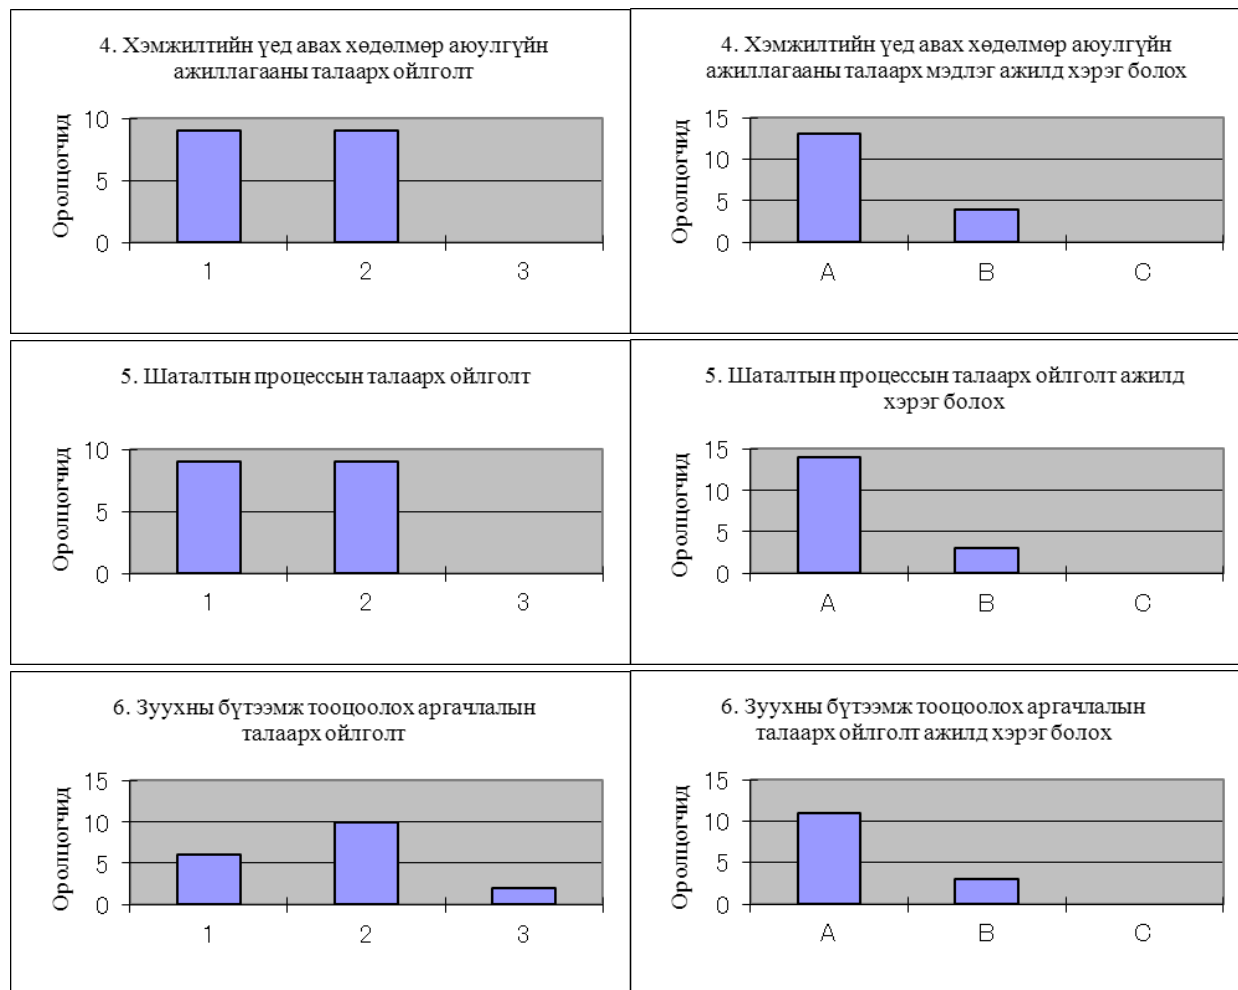 4. Хэмжилтийн үед авах хөдөлмөр аюулгүйн
ажиллагааны талаарх ойлголт
Оролцогчид
10
5
0
1 2 3
4. Хэмжилтийн үед авах хөдөлмөр аюулгүйн
ажиллагааны талаарх мэдлэг ажилд хэрэг болох
Оролцогчид
15
10
5
0
A B C
5. Шаталтын процессын талаарх ойлголт
Оролцогчид
10
5
0
1 2 3
5. Шаталтын процессын талаарх ойлголт ажилд
хэрэг болох
Оролцогчид
15
10
5
0
A B C
6. Зуухны бүтээмж тооцоолох аргачлалын
талаарх ойлголт
Оролцогчид
15
10
5
0
1 2 3
6. Зуухны бүтээмж тооцоолох аргачлалын
талаарх ойлголт ажилд хэрэг болох
Оролцогчид
15
10
5
0
A B C